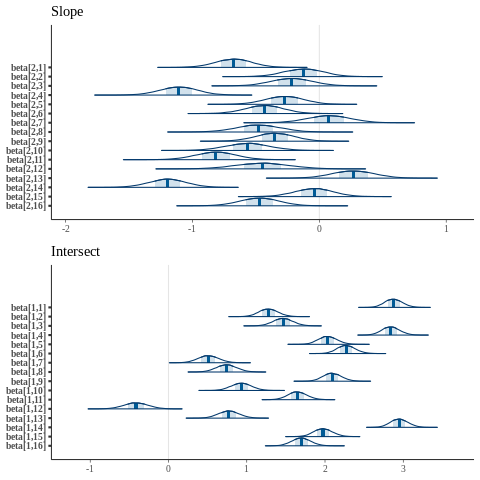 Slope
beta[2,1]
beta[2,2]
beta[2,3]
beta[2,4]
beta[2,5]
beta[2,6]
beta[2,7]
beta[2,8]
beta[2,9]
beta[2,10]
beta[2,11]
beta[2,12]
beta[2,13]
beta[2,14]
beta[2,15]
beta[2,16]
-2 -1 0 1
Intersect
beta[1,1]
beta[1,2]
beta[1,3]
beta[1,4]
beta[1,5]
beta[1,6]
beta[1,7]
beta[1,8]
beta[1,9]
beta[1,10]
beta[1,11]
beta[1,12]
beta[1,13]
beta[1,14]
beta[1,15]
beta[1,16]
-1 0 1 2 3